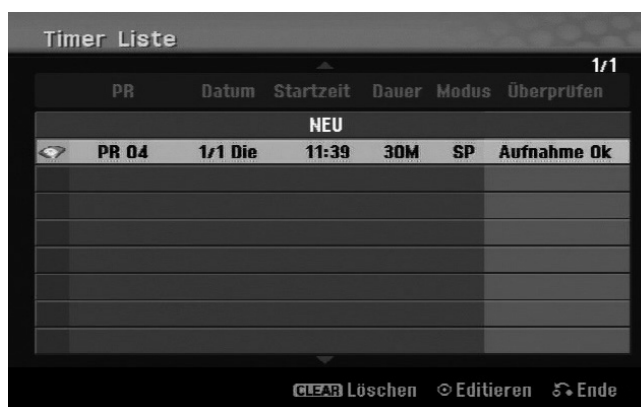 Timer Liste
1/1
PR Datum Startzeit Dauer Modus Überprüfen
NEU
PR 04 1/1 Die 11:39 30M SP Aufnahme Ok
CLEAR Löschen Editieren Ende